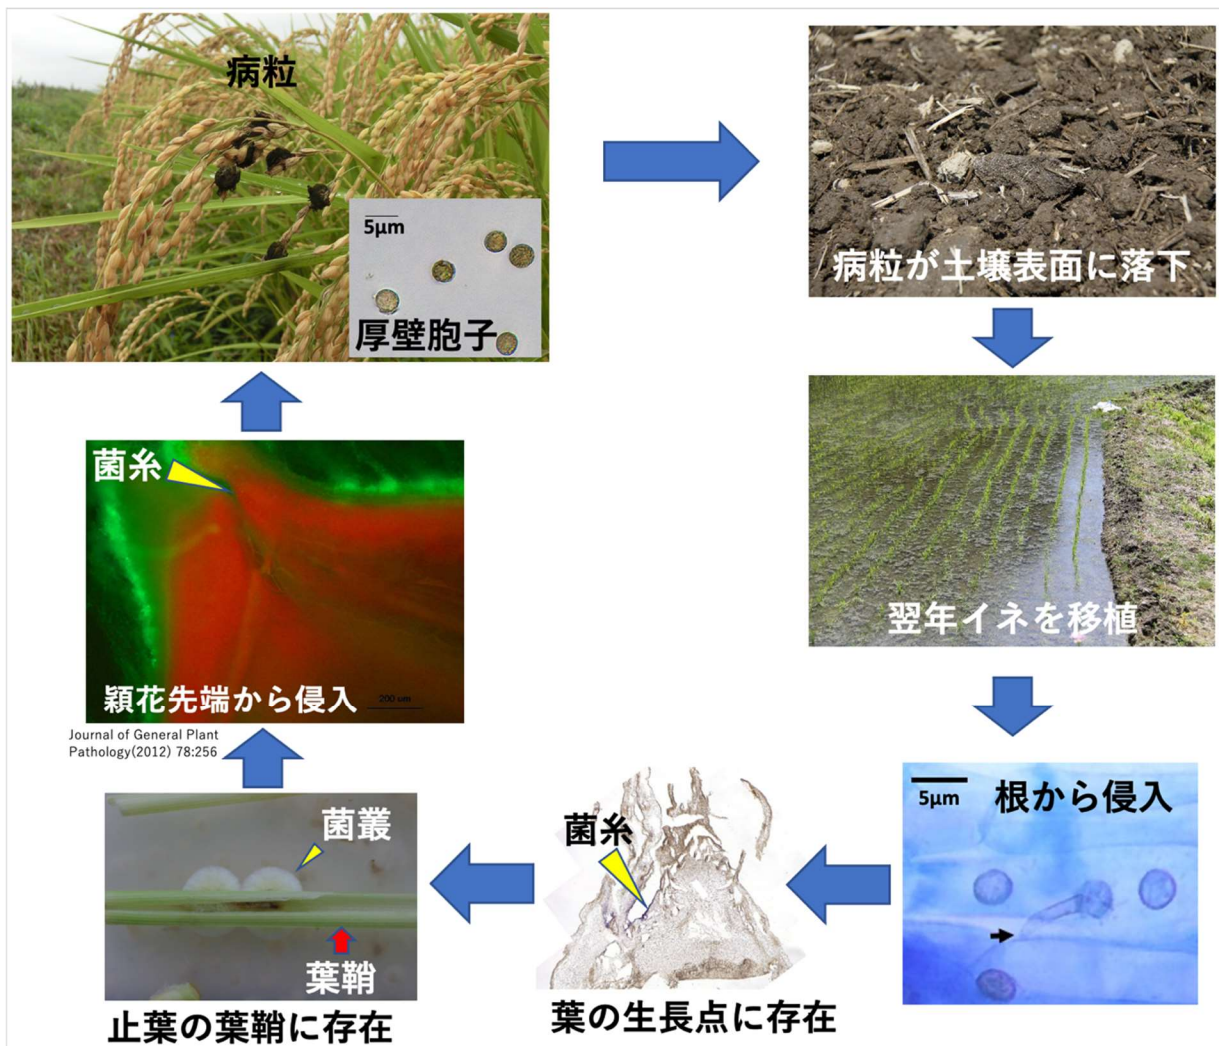 病粒
5μm
厚壁胞子
病粒が土壌表面に落下
翌年イネを移植
5μm
根から侵入
菌糸
葉の生長点に存在
菌叢
葉鞘
止葉の葉鞘に存在
菌糸
穎花先端から侵入
200 um
Journal of General Plant
Pathology(2012) 78:256